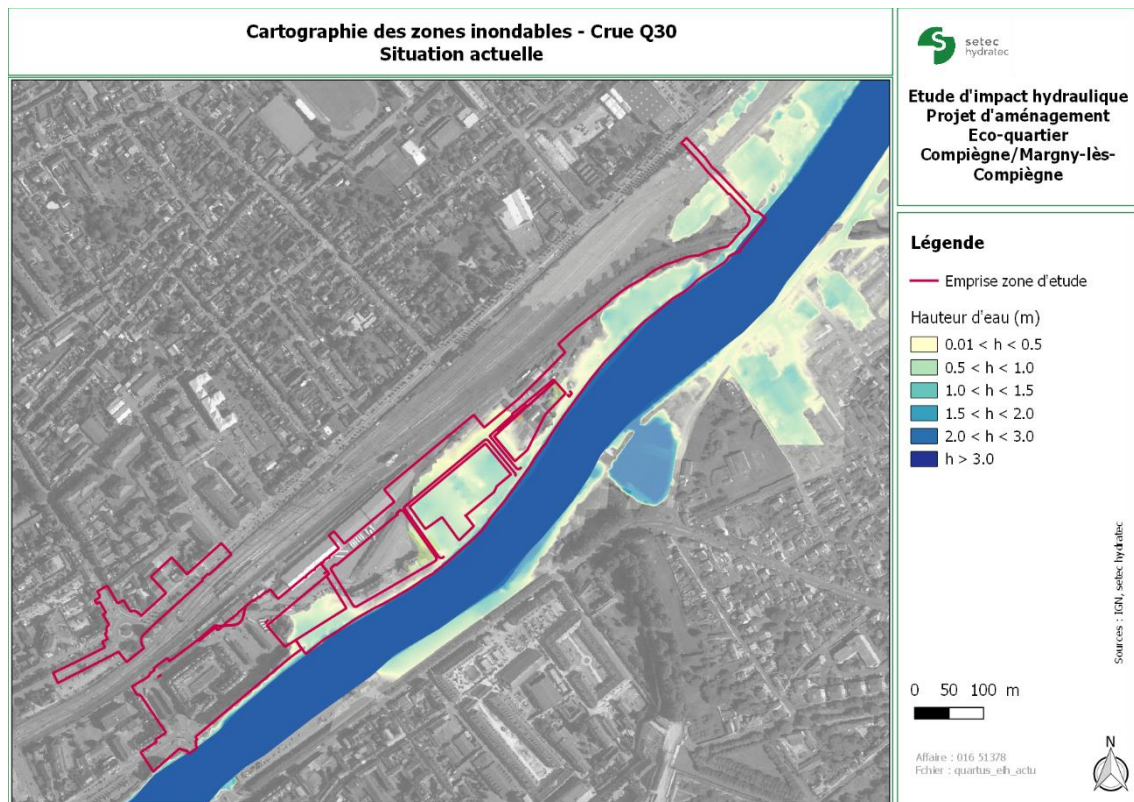 Cartographie des zones inondables - Crue Q30
Situation actuelle
setec
hydratec
Etude d'impact hydraulique
Projet d'aménagement
Eco-quartier
Compiègne/Margny-lès-
Compiègne
Légende
Emprise zone d'etude
Hauteur d'eau (m)
0.01 < h < 0.5
0.5 < h < 1.0
1.0 < h < 1.5
1.5 < h < 2.0
2.0 < h < 3.0
h > 3.0
Sources : IGN, setec hydratec
0 50 100 m
Affaire : 016 51378
Fchier : quartus_eih_actu
N